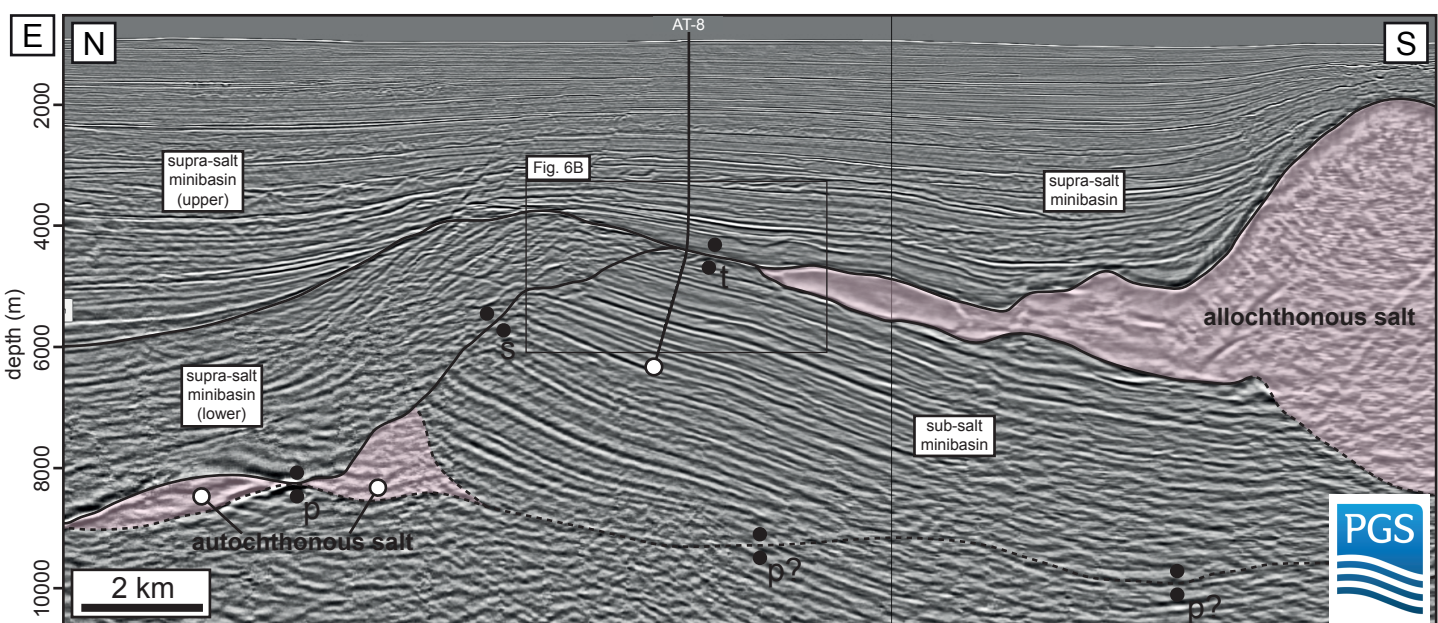 E
N
AT-8
S
2000
4000
6000
8000
10000
depth (m)
supra-salt
minibasin
(upper)
Fig. 6B
supra-salt
minibasin
t
allochthonous salt
s
supra-salt
minibasin
(lower)
sub-salt
minibasin
p
autochthonous salt
p?
p?
2 km
PGS